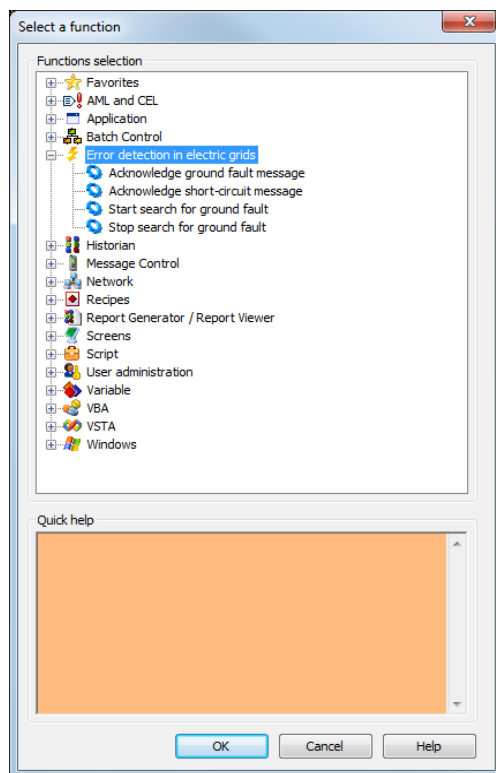 Select a function
Functions selection
Favorites
AML and CEL
Application
Batch Control
Error detection in electric grids
Acknowledge ground fault message
Acknowledge short-circuit message
Start search for ground fault
Stop search for ground fault
Historian
Message Control
Network
Recipes
Report Generator / Report Viewer
Screens
Script
User administration
Variable
VBA
VSTA
Windows
Quick help
OK Cancel Help